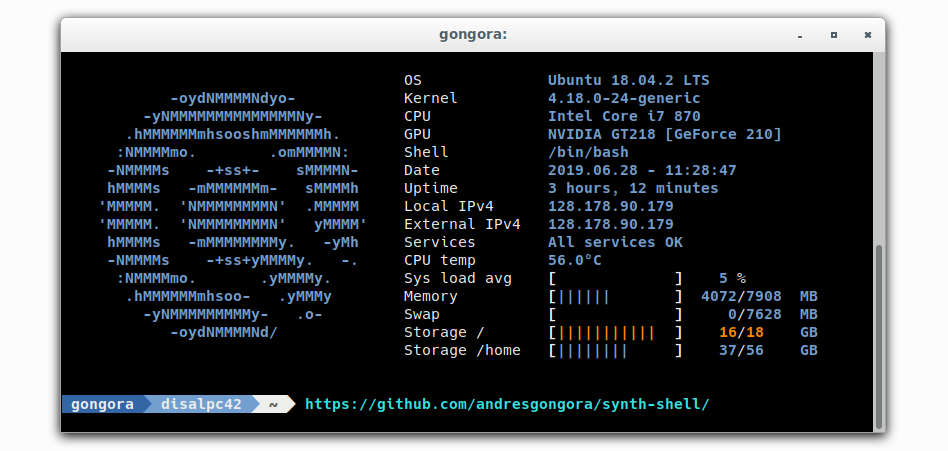 gongora:
OS Ubuntu 18.04.2 LTS
-oydNMMMMNdyo- Kernel 4.18.0-24-generic
-yNMMMMMMMMMMMMMMNy- CPU Intel Core i7 870
.hMMMMMMmhsooshmMMMMMMh. GPU NVIDIA GT218 [GeForce 210]
:NMMMMmo. .omMMMMN: Shell /bin/bash
-NMMMMs -+ss+- sMMMMN- Date 2019.06.28 - 11:28:47
hMMMMs -mMMMMMMm- sMMMMh Uptime 3 hours, 12 minutes
'MMMMM. 'NMMMMMMMMN' .MMMMM Local IPv4 128.178.90.179
'MMMMM. 'NMMMMMMMMN' yMMMM' External IPv4 128.178.90.179
hMMMMs -mMMMMMMMMy. -yMh Services All services OK
-NMMMMs -+ss+yMMMMy. -. CPU temp 56.0°C
:NMMMMmo. .yMMMMy. Sys load avg [ ] 5 %
.hMMMMMMmhsoo- .yMMMy Memory [|||||| ] 4072/7908 MB
-yNMMMMMMMMMy- .o- Swap [ ] 0/7628 MB
-oydNMMMMNd/ Storage / [||||||||||| ] 16/18 GB
Storage /home [|||||||| ] 37/56 GB
gongora disalpc42 ~ https://github.com/andresgongora/synth-shell/